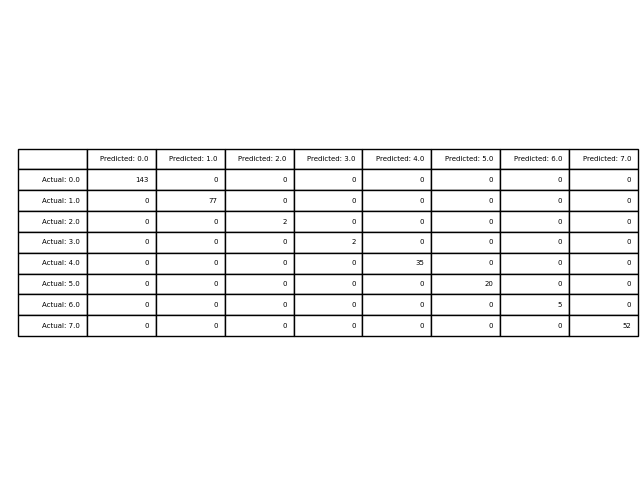 Predicted: 0.0 Predicted: 1.0 Predicted: 2.0 Predicted: 3.0 Predicted: 4.0 Predicted: 5.0 Predicted: 6.0 Predicted: 7.0
Actual: 0.0 143 0 0 0 0 0 0 0
Actual: 1.0 0 77 0 0 0 0 0 0
Actual: 2.0 0 0 2 0 0 0 0 0
Actual: 3.0 0 0 0 2 0 0 0 0
Actual: 4.0 0 0 0 0 35 0 0 0
Actual: 5.0 0 0 0 0 0 20 0 0
Actual: 6.0 0 0 0 0 0 0 5 0
Actual: 7.0 0 0 0 0 0 0 0 52